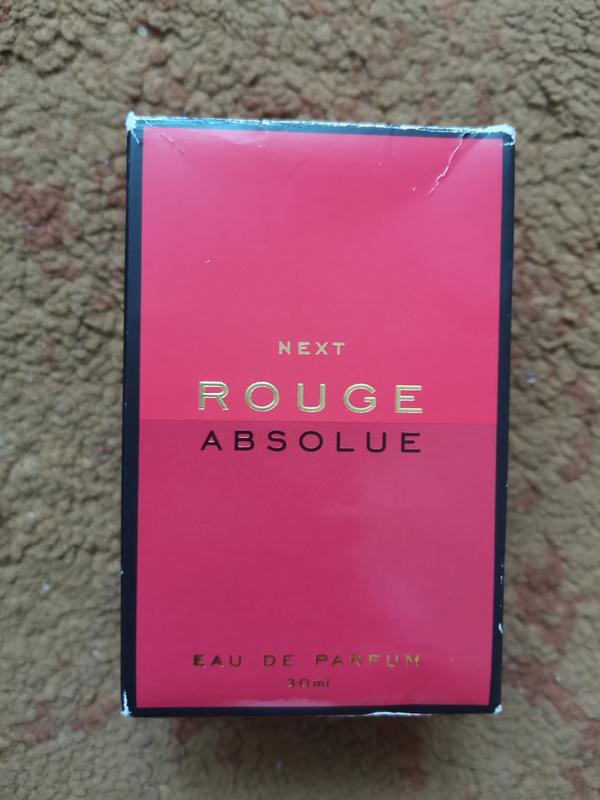 NEXT
ROUGE
ABSOLUE
EAU DE PARFUM
30ml